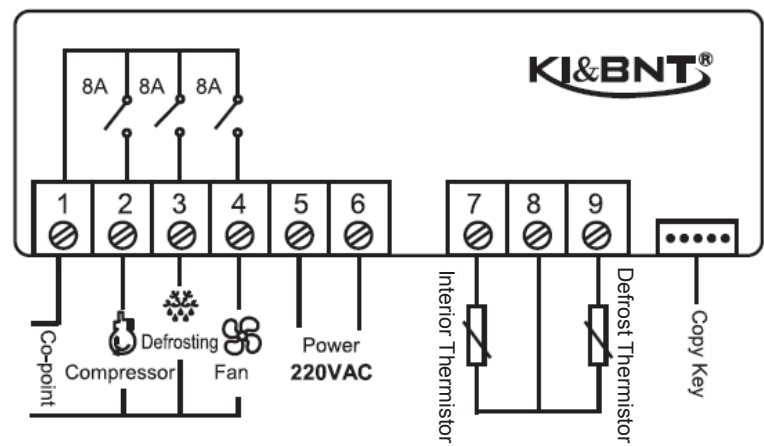 KI&BNT®
8A 8A 8A
1 2 3 4 5 6 7 8 9
Co-point
Compressor
Defrosting
Fan
Power
220VAC
Interior Thermistor
Defrost Thermistor
Copy Key